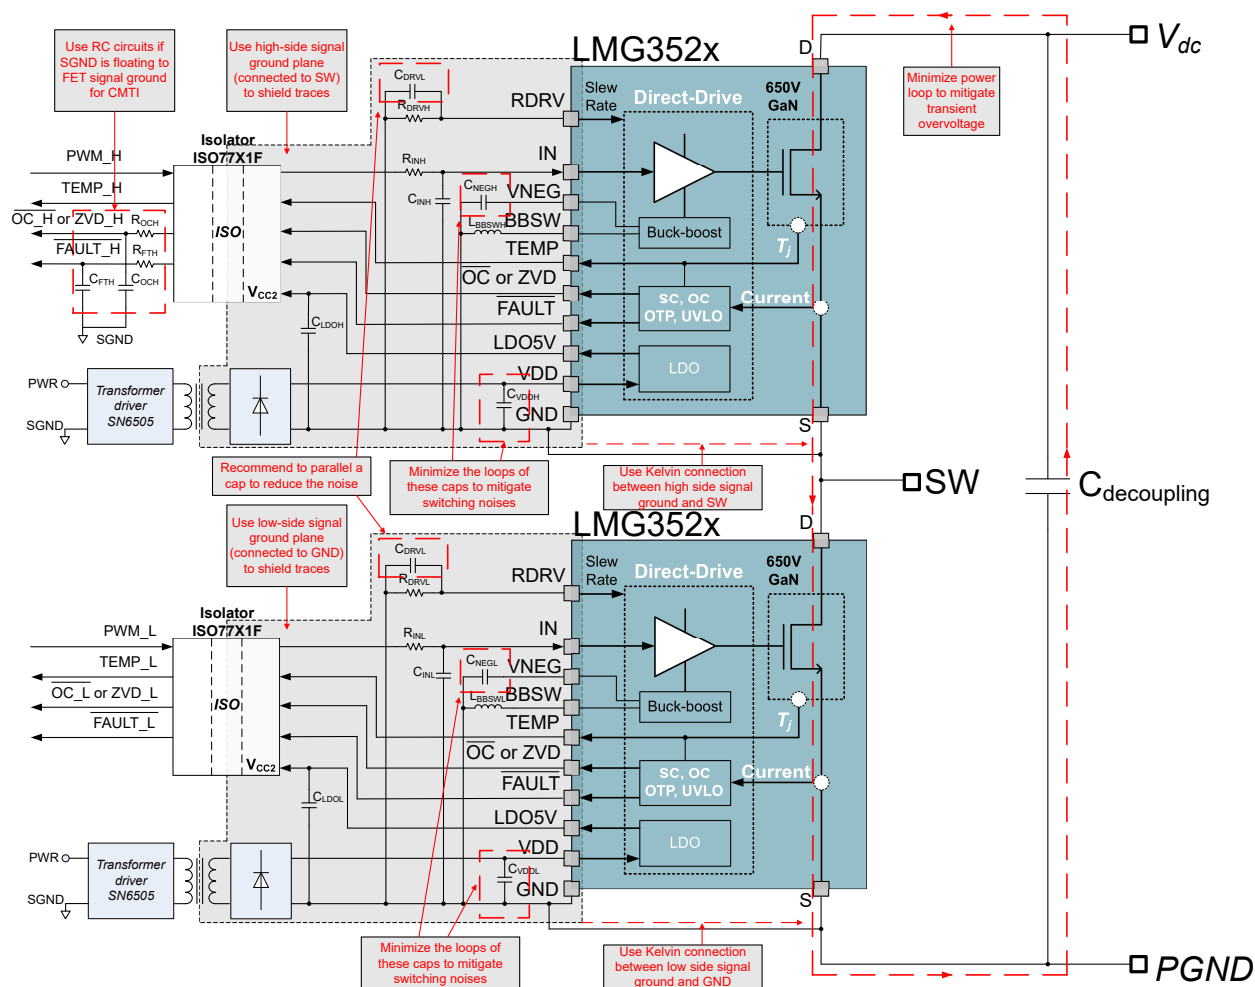 Use RC circuits if
SGND is floating to
FET signal ground
for CMTI
Use high-side signal
ground plane
(connected to SW)
to shield traces
LMG352x
D
V_dc
Minimize power
loop to mitigate
transient
overvoltage
C_DRVL
R_DRVH
RDRV
Slew
Rate
Direct-Drive
650V
GaN
Isolator
ISO77X1F
PWM_H
TEMP_H
OC_H or ZVD_H
FAULT_H
R_OCH
R_FTH
C_FTH
C_OCH
SGND
ISO
V_CC2
R_INH
IN
C_INH
C_NEGH
VNEG
L_BBSWH
BBSW
Buck-boost
TEMP
T_j
OC or ZVD
SC, OC
OTP, UVLO
Current
FAULT
C_LDOH
LDO5V
LDO
VDD
C_VDDH
GND
S
PWR
SGND
Transformer
driver
SN6505
Recommend to parallel a
cap to reduce the noise
Minimize the loops of
these caps to mitigate
switching noises
Use Kelvin connection
between high side signal
ground and SW
SW
C_decoupling
Use low-side signal
ground plane
(connected to GND)
to shield traces
LMG352x
D
C_DRVL
R_DRVL
RDRV
Slew
Rate
Direct-Drive
650V
GaN
Isolator
ISO77X1F
PWM_L
TEMP_L
OC_L or ZVD_L
FAULT_L
ISO
V_CC2
R_INL
IN
C_INL
C_NEGL
VNEG
L_BBSWL
BBSW
Buck-boost
TEMP
T_j
OC or ZVD
SC, OC
OTP, UVLO
Current
FAULT
C_LDOL
LDO5V
LDO
VDD
C_VDDL
GND
S
PWR
SGND
Transformer
driver
SN6505
Minimize the loops of
these caps to mitigate
switching noises
Use Kelvin connection
between low side signal
ground and GND
PGND